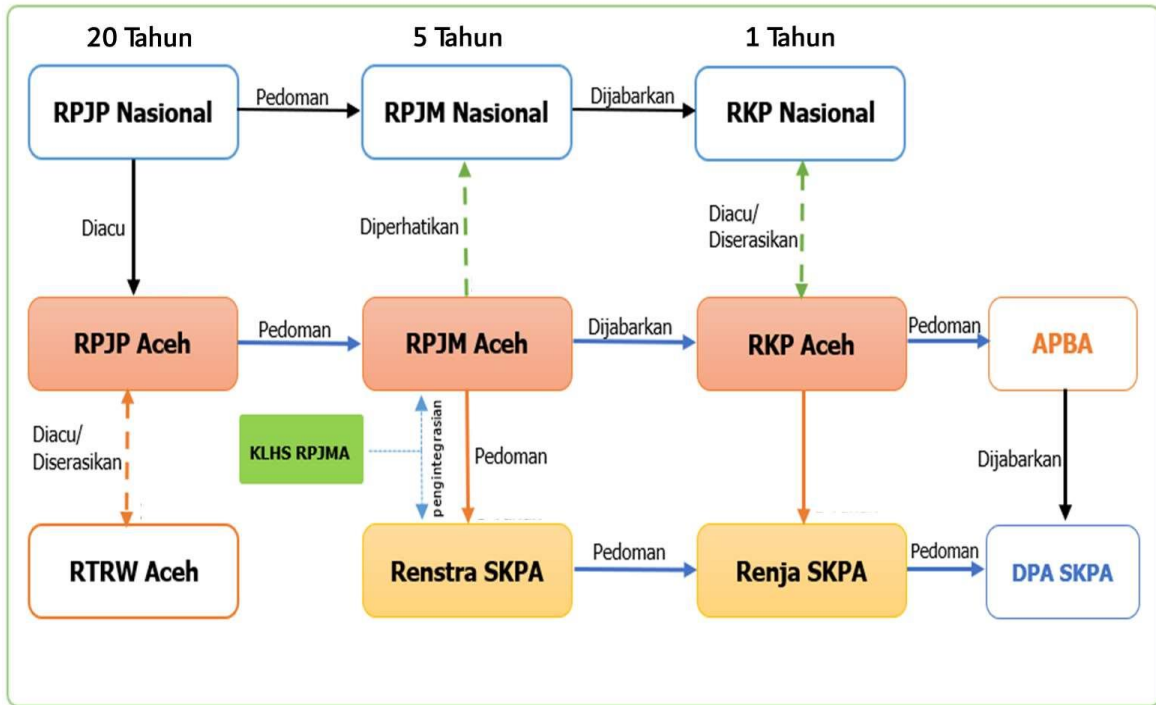 20 Tahun
5 Tahun
1 Tahun
RPJP Nasional
Pedoman
RPJM Nasional
Dijabarkan
RKP Nasional
Diacu
Diperhatikan
Diacu/
Diserasikan
RPJP Aceh
Pedoman
RPJM Aceh
Dijabarkan
RKP Aceh
Pedoman
APBA
Diacu/
Diserasikan
KLHS RPJMA
pengintegrasian
Pedoman
Dijabarkan
RTRW Aceh
Renstra SKPA
Pedoman
Renja SKPA
Pedoman
DPA SKPA